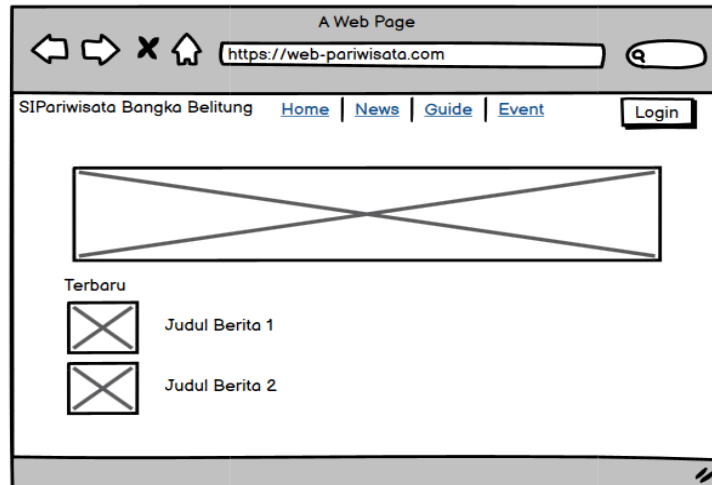 A Web Page
https://web-pariwisata.com
SIPariwisata Bangka Belitung Home News Guide Event Login
Terbaru
Judul Berita 1
Judul Berita 2